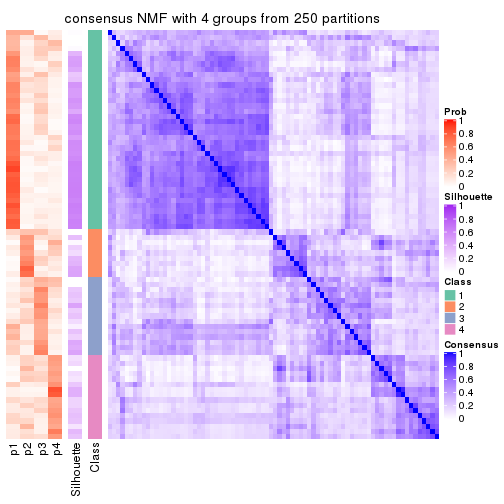 consensus NMF with 4 groups from 250 partitions
p1
p2
p3
p4
Silhouette
Class
Prob
1
0.8
0.6
0.4
0.2
0
Silhouette
1
0.8
0.6
0.4
0.2
0
Class
1
2
3
4
Consensus
1
0.8
0.6
0.4
0.2
0